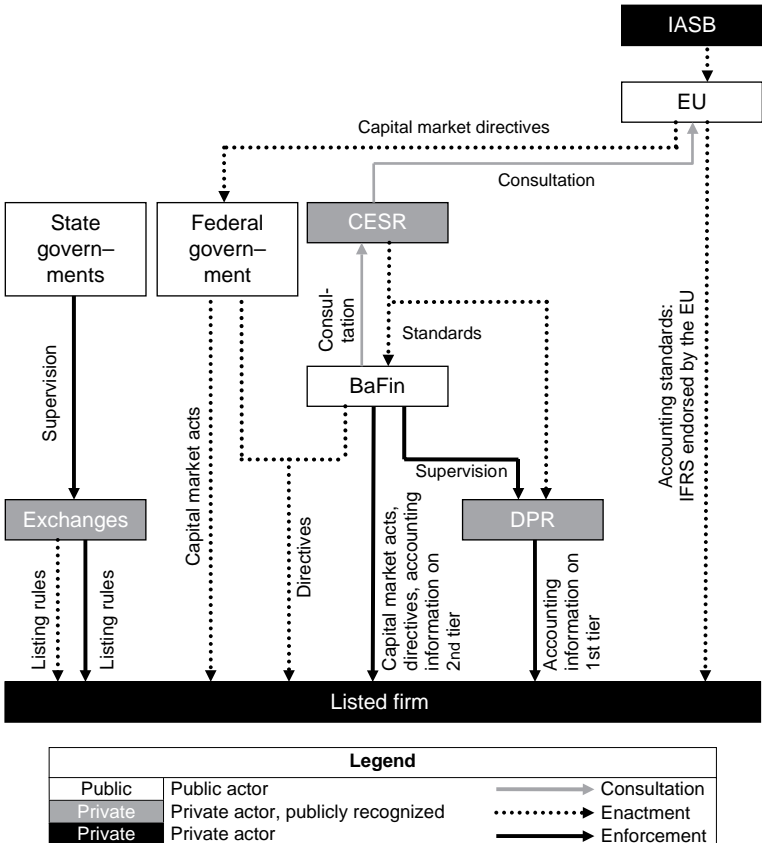 IASB
EU
Capital market directives
Consultation
State
govern–
ments
Federal
govern–
ment
CESR
Consul-
tation
Standards
Accounting standards:
IFRS endorsed by the EU
BaFin
Supervision
Capital market acts
Supervision
Exchanges
DPR
Directives
Listing rules
Listing rules
Capital market acts,
directives, accounting
information on
2nd tier
Accounting
information on
1st tier
Listed firm
Legend
Public Public actor Consultation
Private Private actor, publicly recognized Enactment
Private Private actor Enforcement